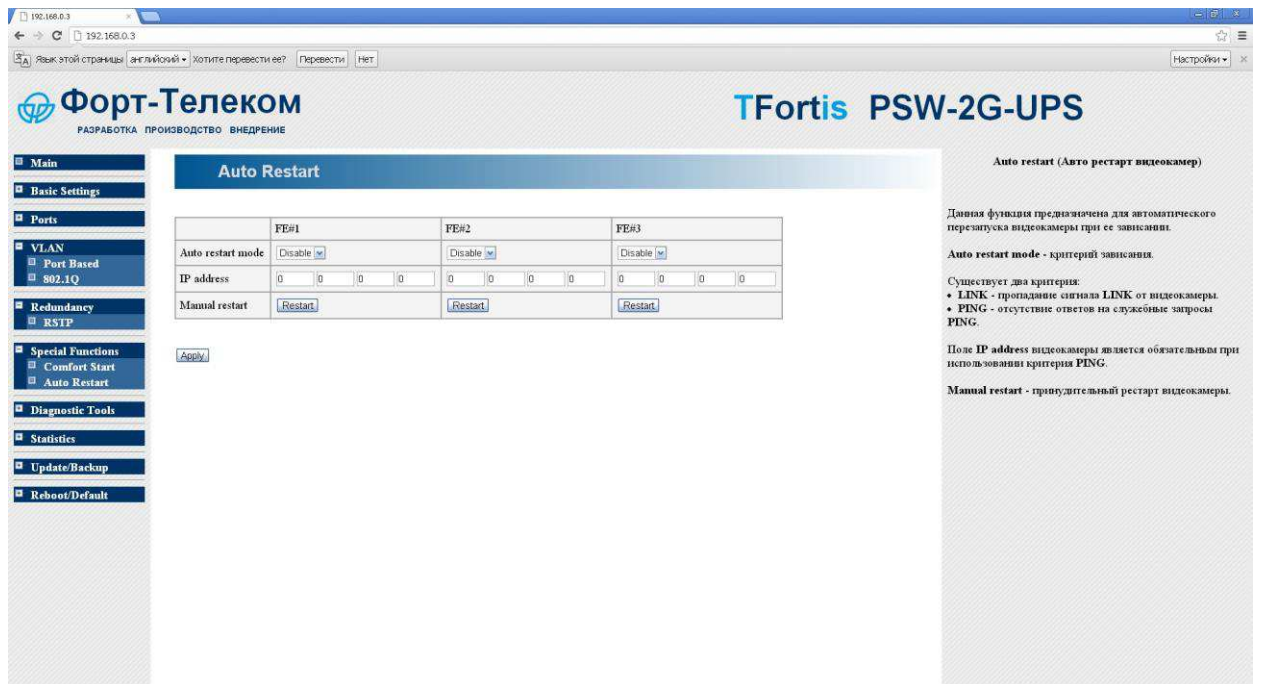 192.168.0.3
192.168.0.3
Язык этой страницы английский Хотите перевести ее? Перевести Нет Настройки
Форт-Телеком
РАЗРАБОТКА ПРОИЗВОДСТВО ВНЕДРЕНИЕ
TFortis PSW-2G-UPS
Main
Basic Settings
Ports
VLAN
Port Based
802.1Q
Redundancy
RSTP
Special Functions
Comfort Start
Auto Restart
Diagnostic Tools
Statistics
Update/Backup
Reboot/Default
Auto Restart
FE#1 FE#2 FE#3
Auto restart mode Disable Disable Disable
IP address 0 0 0 0 0 0 0 0 0 0 0 0
Manual restart Restart Restart Restart
Apply
Auto restart (Авто рестарт видеокамер)
Данная функция предназначена для автоматического
перезапуска видеокамеры при ее зависании.
Auto restart mode - критерий зависания.
Существует два критерия:
• LINK - пропадание сигнала LINK от видеокамеры.
• PING - отсутствие ответов на служебные запросы
PING.
Поле IP address видеокамеры является обязательным при
использовании критерия PING.
Manual restart - принудительный рестарт видеокамеры.